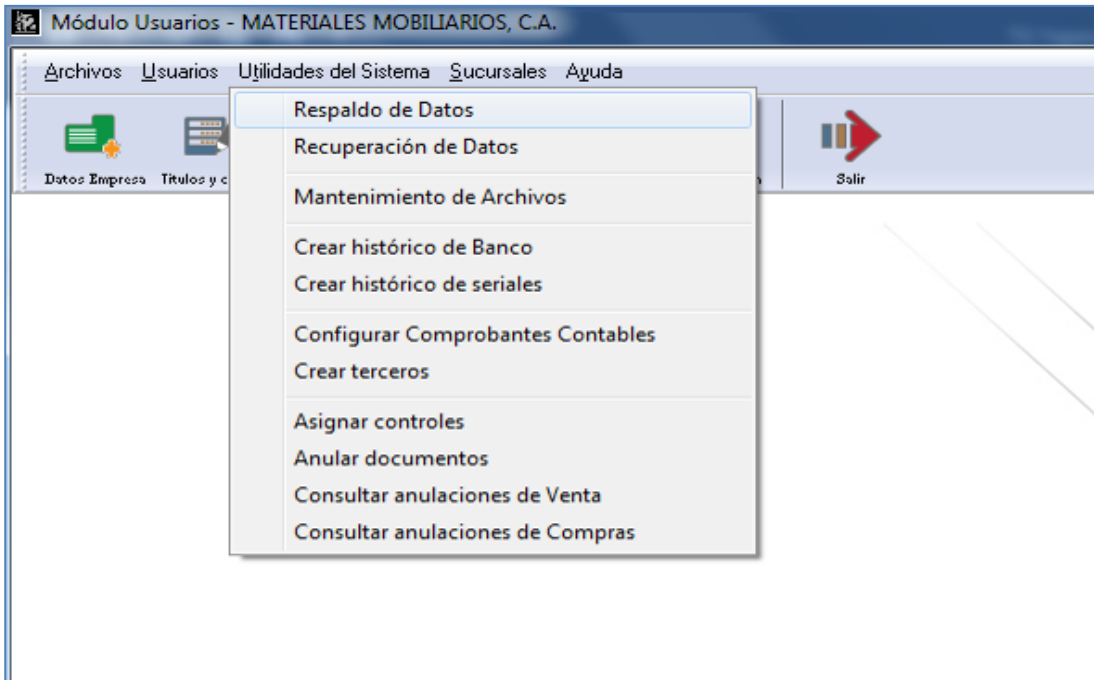 Módulo Usuarios - MATERIALES MOBILIARIOS, C.A.
Archivos Usuarios Utilidades del Sistema Sucursales Ayuda
Respaldo de Datos
Recuperación de Datos
Mantenimiento de Archivos
Crear histórico de Banco
Crear histórico de seriales
Configurar Comprobantes Contables
Crear terceros
Asignar controles
Anular documentos
Consultar anulaciones de Venta
Consultar anulaciones de Compras
Datos Empresa Titulos y c Salir